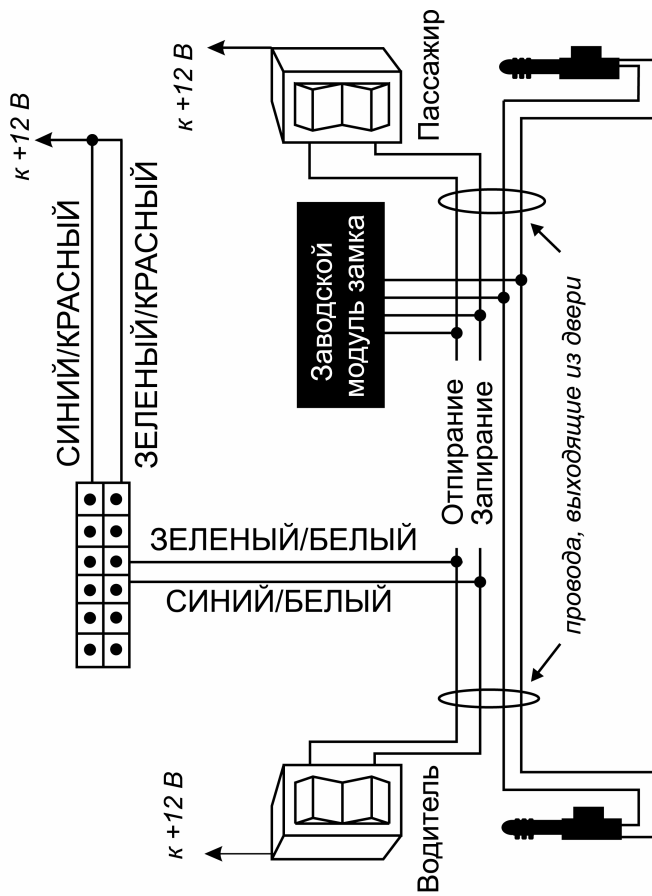 к +12 В
к +12 В
СИНИЙ/КРАСНЫЙ
ЗЕЛЕНЫЙ/КРАСНЫЙ
Пассажир
Заводской
модуль замка
Отпирание
Запирание
ЗЕЛЕНЫЙ/БЕЛЫЙ
СИНИЙ/БЕЛЫЙ
провода, выходящие из двери
к +12 В
Водитель